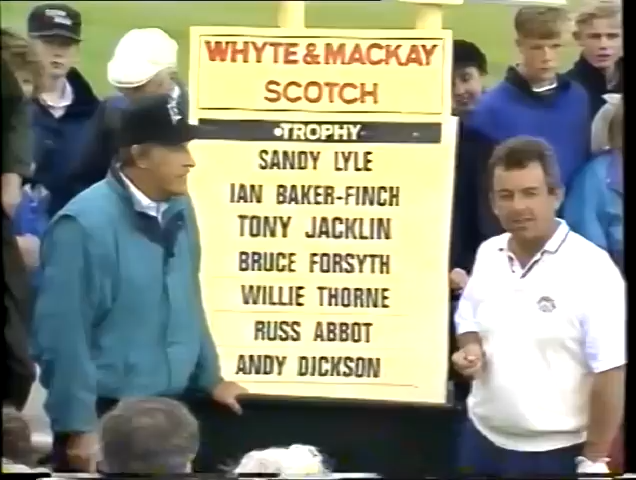 WHYTE & MACKAY
SCOTCH
•TROPHY•
SANDY LYLE
IAN BAKER-FINCH
TONY JACKLIN
BRUCE FORSYTH
WILLIE THORNE
RUSS ABBOT
ANDY DICKSON